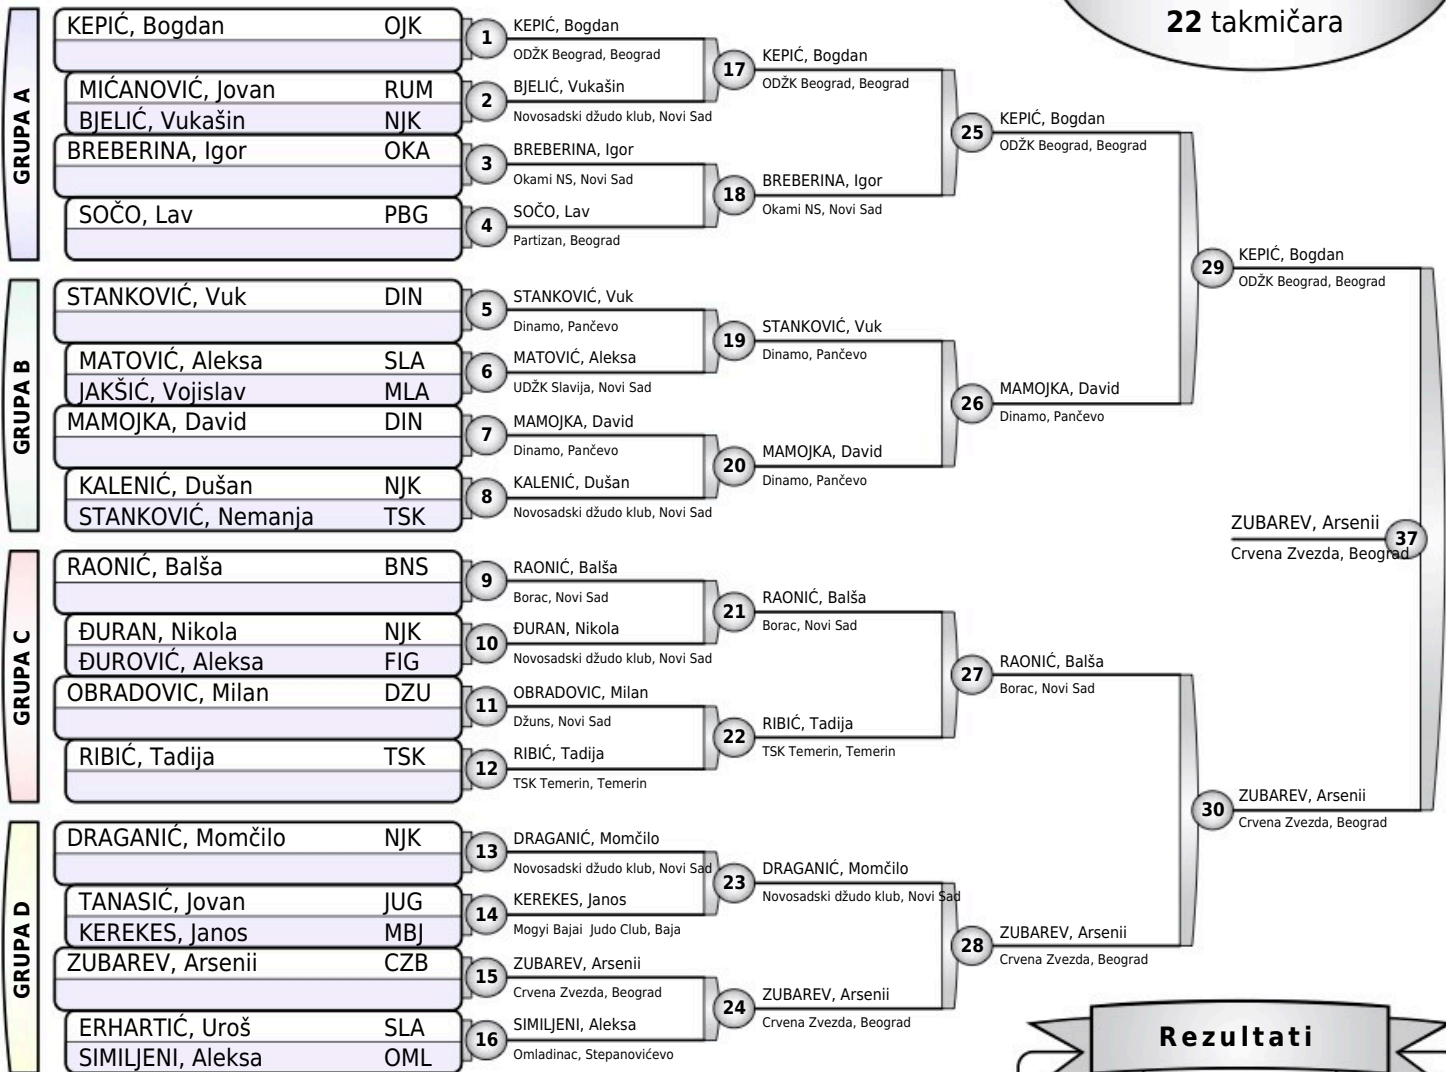 22 takmičara
GRUPA A
KEPIĆ, Bogdan OJK
MIĆANOVIĆ, Jovan RUM
BJELIĆ, Vukašin NJK
BREBERINA, Igor OKA
SOČO, Lav PBG
GRUPA B
STANKOVIĆ, Vuk DIN
MATOVIĆ, Aleksa SLA
JAKŠIĆ, Vojislav MLA
MAMOJKA, David DIN
KALENIĆ, Dušan NJK
STANKOVIĆ, Nemanja TSK
GRUPA C
RAONIĆ, Balša BNS
ĐURAN, Nikola NJK
ĐUROVIĆ, Aleksa FIG
OBRADOVIC, Milan DZU
RIBIĆ, Tadija TSK
GRUPA D
DRAGANIĆ, Momčilo NJK
TANASIĆ, Jovan JUG
KEREKES, Janos MBJ
ZUBAREV, Arsenii CZB
ERHARTIĆ, Uroš SLA
SIMILJENI, Aleksa OML
1 KEPIĆ, Bogdan
ODŽK Beograd, Beograd
2 BJELIĆ, Vukašin
Novosadski džudo klub, Novi Sad
3 BREBERINA, Igor
Okami NS, Novi Sad
4 SOČO, Lav
Partizan, Beograd
5 STANKOVIĆ, Vuk
Dinamo, Pančevo
6 MATOVIĆ, Aleksa
UDŽK Slavija, Novi Sad
7 MAMOJKA, David
Dinamo, Pančevo
8 KALENIĆ, Dušan
Novosadski džudo klub, Novi Sad
9 RAONIĆ, Balša
Borac, Novi Sad
10 ĐURAN, Nikola
Novosadski džudo klub, Novi Sad
11 OBRADOVIC, Milan
Džuns, Novi Sad
12 RIBIĆ, Tadija
TSK Temerin, Temerin
13 DRAGANIĆ, Momčilo
Novosadski džudo klub, Novi Sad
14 KEREKES, Janos
Mogyi Bajai Judo Club, Baja
15 ZUBAREV, Arsenii
Crvena Zvezda, Beograd
16 SIMILJENI, Aleksa
Omladinac, Stepanovićevo
17 KEPIĆ, Bogdan
ODŽK Beograd, Beograd
18 BREBERINA, Igor
Okami NS, Novi Sad
19 STANKOVIĆ, Vuk
Dinamo, Pančevo
20 MAMOJKA, David
Dinamo, Pančevo
21 RAONIĆ, Balša
Borac, Novi Sad
22 RIBIĆ, Tadija
TSK Temerin, Temerin
23 DRAGANIĆ, Momčilo
Novosadski džudo klub, Novi Sad
24 ZUBAREV, Arsenii
Crvena Zvezda, Beograd
25 KEPIĆ, Bogdan
ODŽK Beograd, Beograd
26 MAMOJKA, David
Dinamo, Pančevo
27 RAONIĆ, Balša
Borac, Novi Sad
28 ZUBAREV, Arsenii
Crvena Zvezda, Beograd
29 KEPIĆ, Bogdan
ODŽK Beograd, Beograd
30 ZUBAREV, Arsenii
Crvena Zvezda, Beograd
ZUBAREV, Arsenii 37
Crvena Zvezda, Beograd
Rezultati